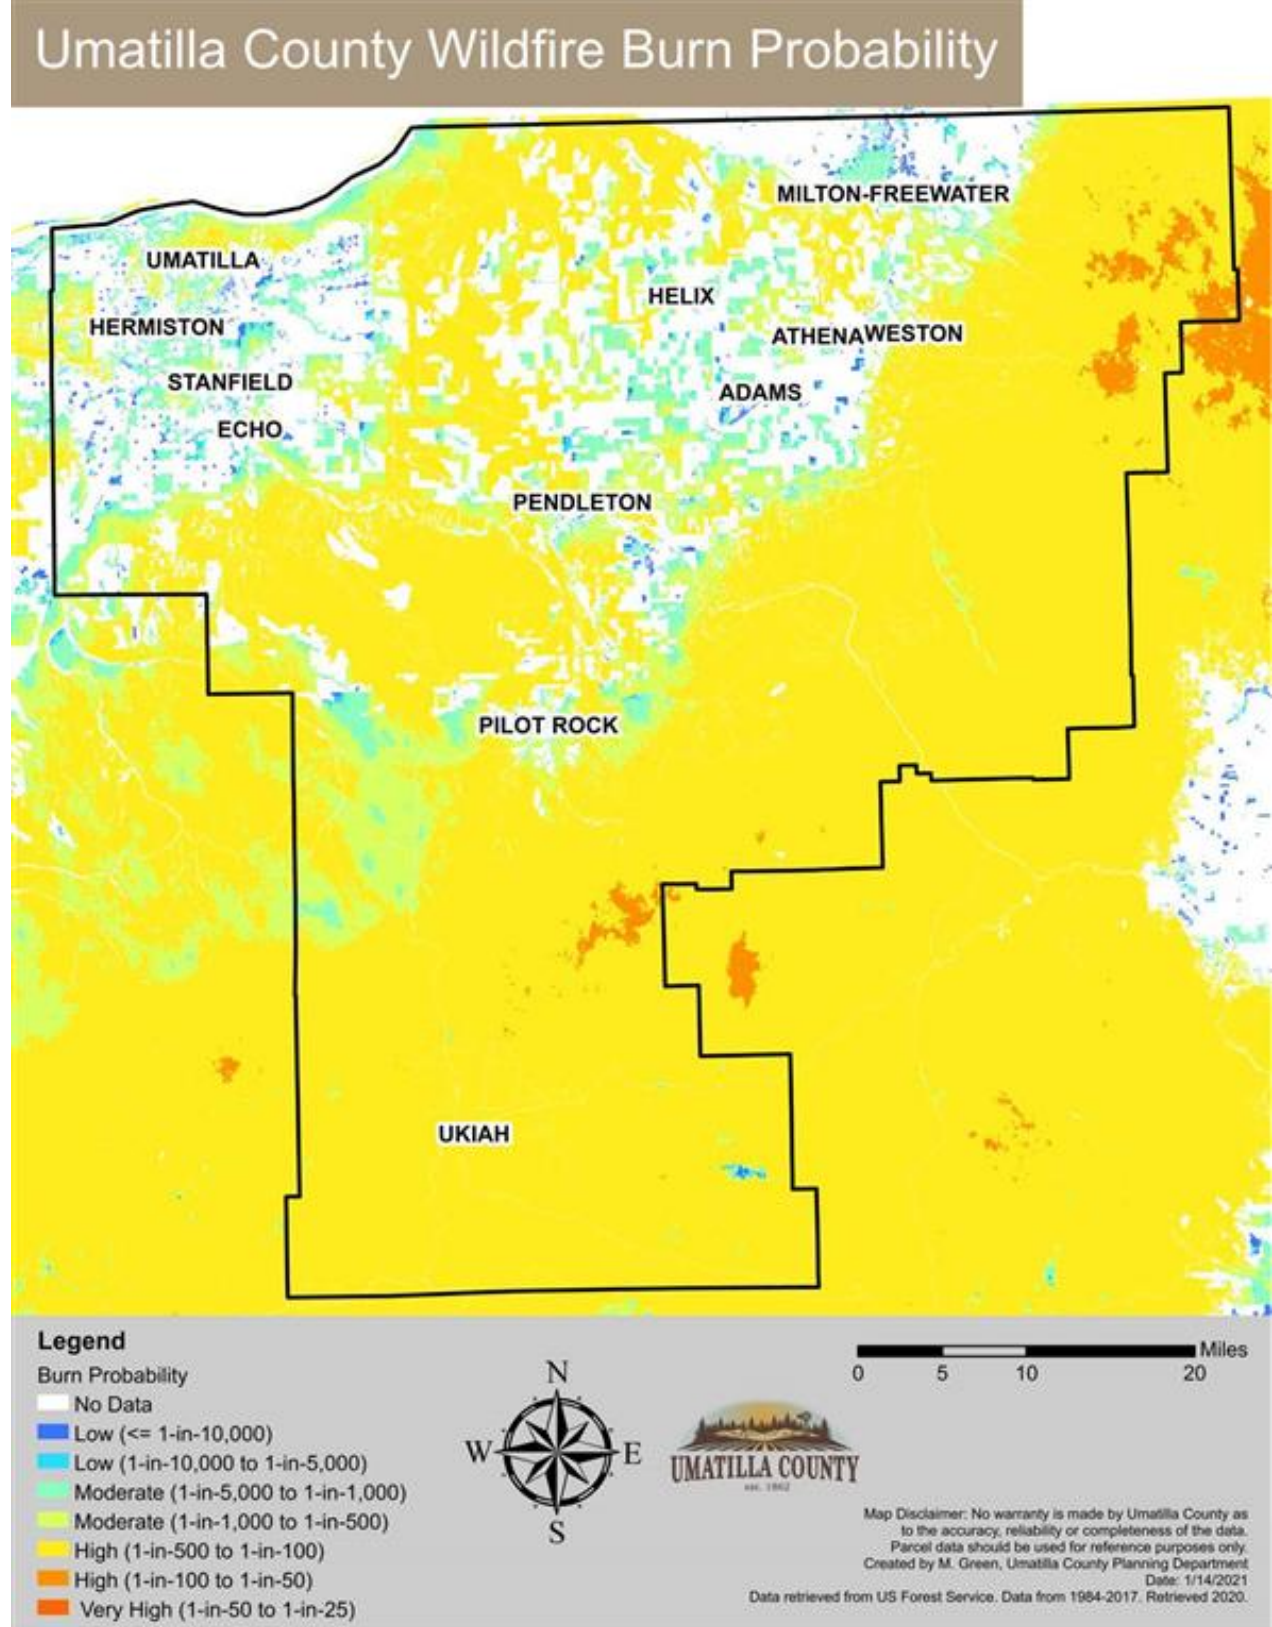 Umatilla County Wildfire Burn Probability
MILTON-FREEWATER
UMATILLA
HELIX
HERMISTON
ATHENA WESTON
STANFIELD
ADAMS
ECHO
PENDLETON
PILOT ROCK
UKIAH
Legend
Burn Probability
No Data
Low (<= 1-in-10,000)
Low (1-in-10,000 to 1-in-5,000)
Moderate (1-in-5,000 to 1-in-1,000)
Moderate (1-in-1,000 to 1-in-500)
High (1-in-500 to 1-in-100)
High (1-in-100 to 1-in-50)
Very High (1-in-50 to 1-in-25)
N
W E
S
UMATILLA COUNTY
est. 1862
Miles
0 5 10 20
Map Disclaimer: No warranty is made by Umatilla County as
to the accuracy, reliability or completeness of the data.
Parcel data should be used for reference purposes only.
Created by M. Green, Umatilla County Planning Department
Date: 1/14/2021
Data retrieved from US Forest Service. Data from 1984-2017. Retrieved 2020.